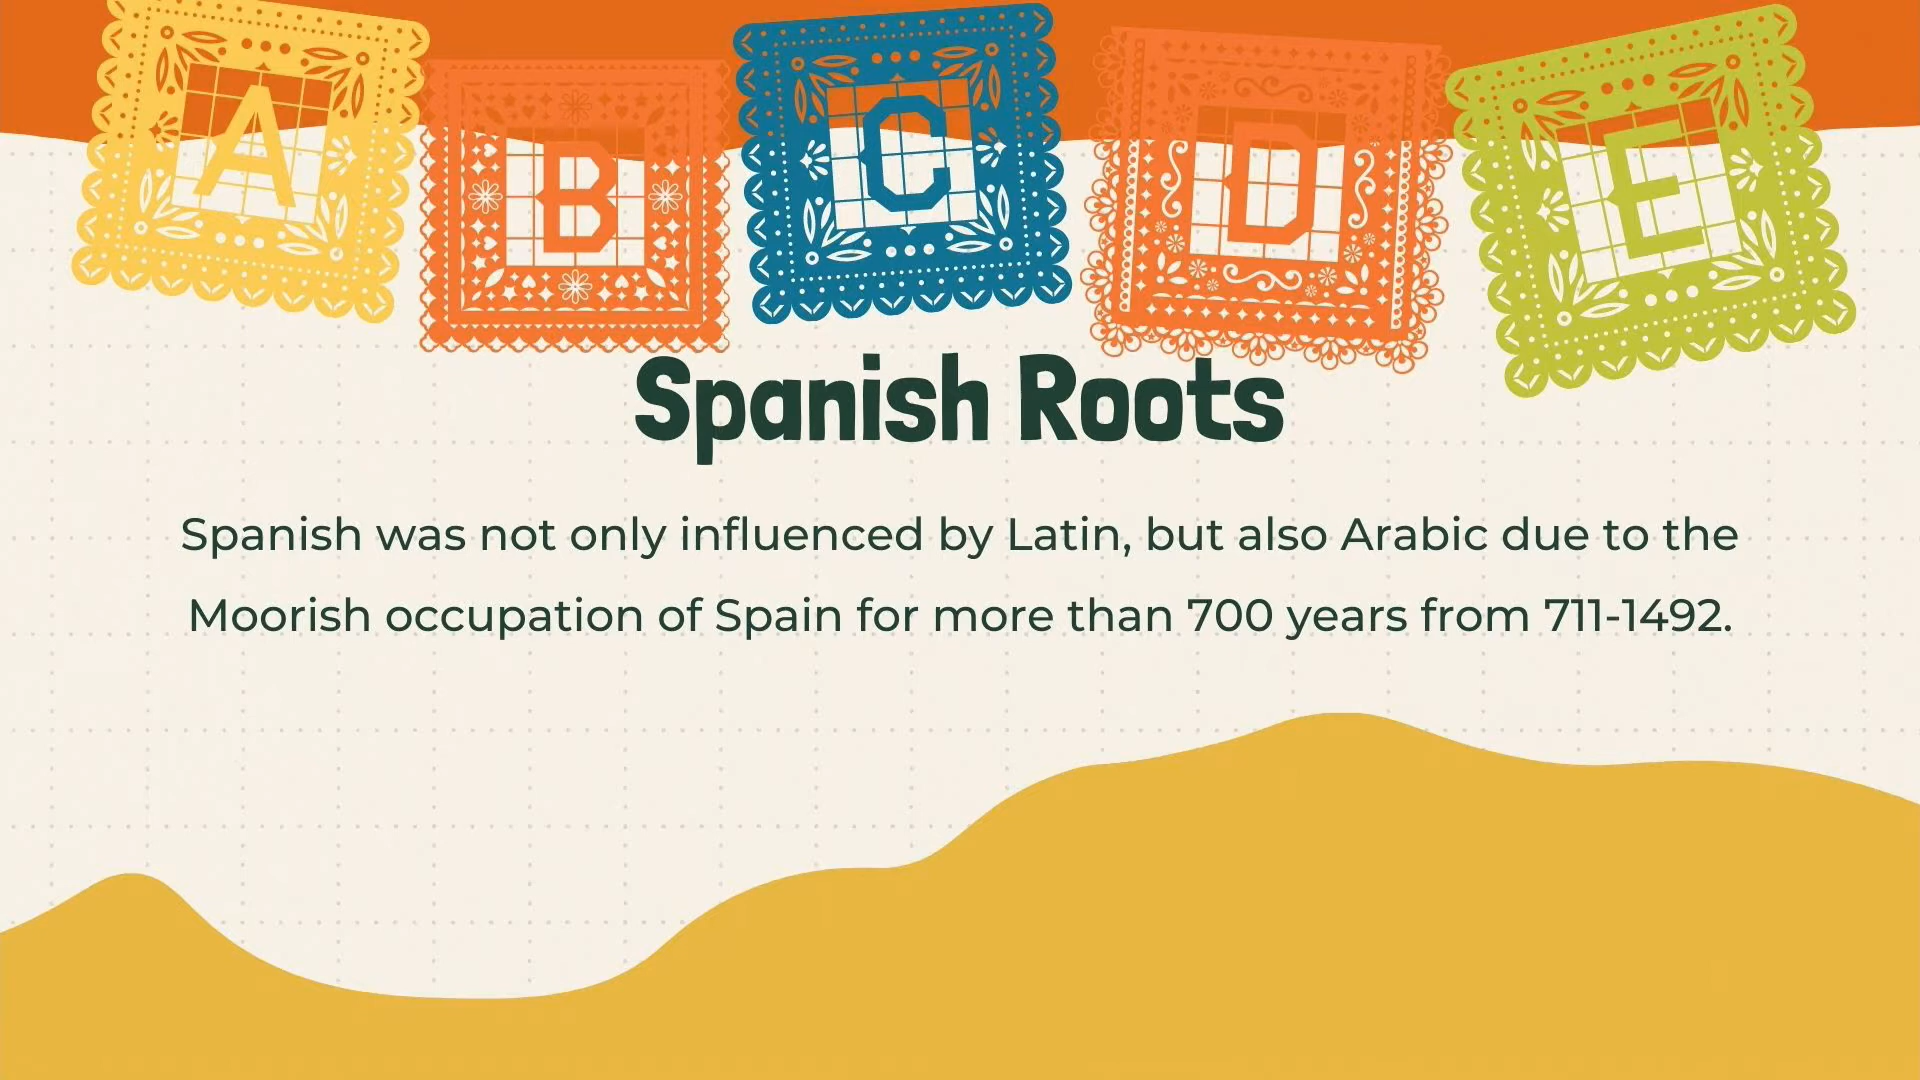 A B C D E
Spanish Roots
Spanish was not only influenced by Latin, but also Arabic due to the
Moorish occupation of Spain for more than 700 years from 711-1492.